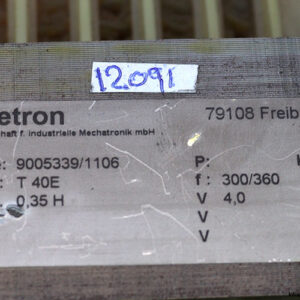 12091
etron 79108 Freib
haft f. industrielle Mechatronik mbH
9005339/1106 P:
T 40E f: 300/360
0,35 H V 4,0
V
V